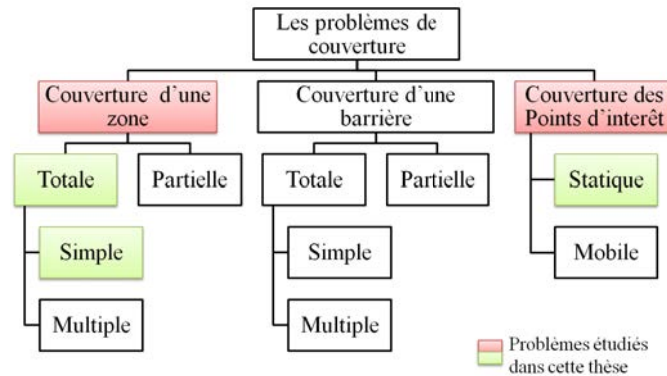 Les problèmes de
couverture
Couverture d'une
zone
Couverture d'une
barrière
Couverture des
Points d'interêt
Totale
Partielle
Totale
Partielle
Statique
Simple
Simple
Mobile
Multiple
Multiple
Problèmes étudiés
dans cette thèse